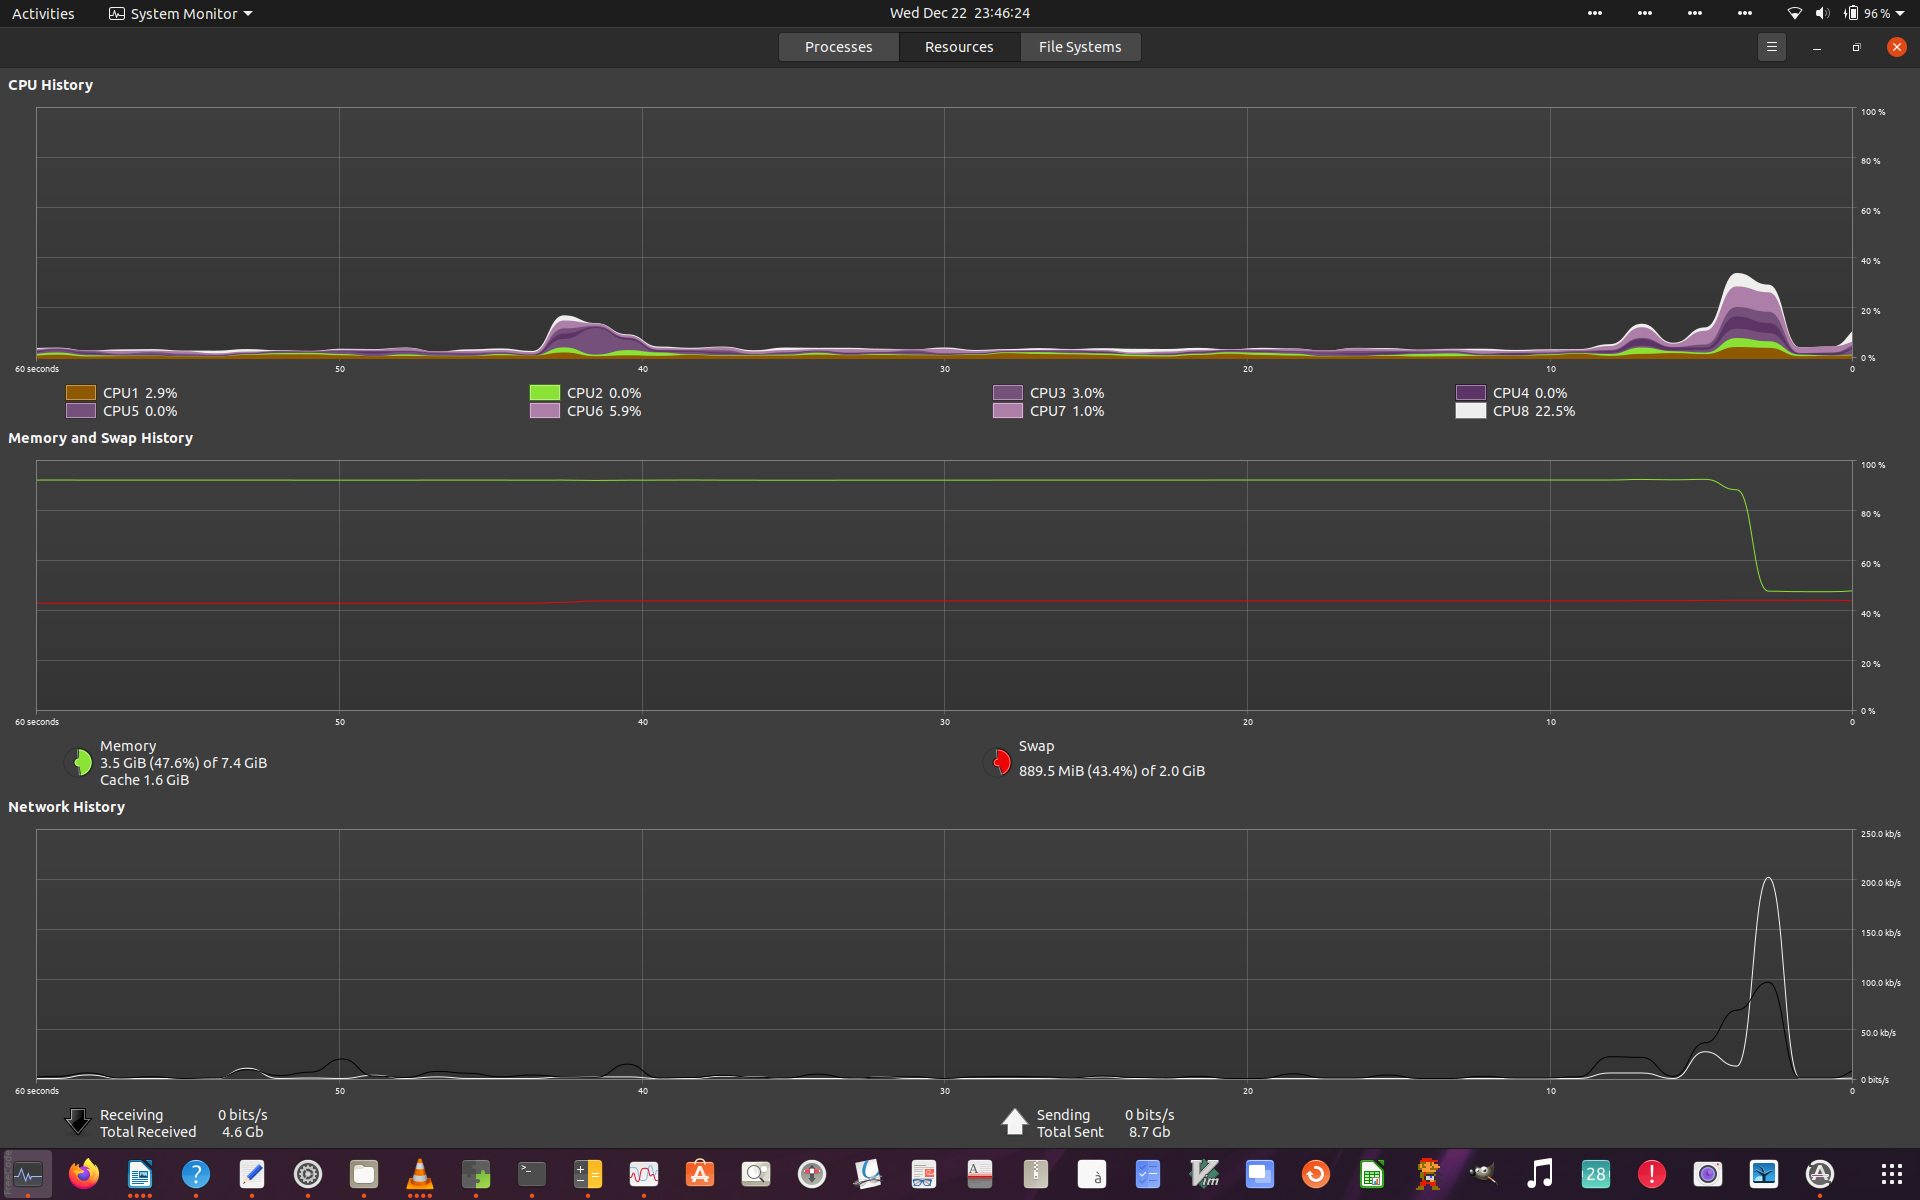 Activities System Monitor Wed Dec 22 23:46:24 96 %
Processes Resources File Systems
CPU History
100 %
80 %
60 %
40 %
20 %
0 %
60 seconds 50 40 30 20 10 0
CPU1 2.9% CPU2 0.0% CPU3 3.0% CPU4 0.0%
CPU5 0.0% CPU6 5.9% CPU7 1.0% CPU8 22.5%
Memory and Swap History
100 %
80 %
60 %
40 %
20 %
0 %
60 seconds 50 40 30 20 10 0
Memory
3.5 GiB (47.6%) of 7.4 GiB
Cache 1.6 GiB
Swap
889.5 MiB (43.4%) of 2.0 GiB
Network History
250.0 kb/s
200.0 kb/s
150.0 kb/s
100.0 kb/s
50.0 kb/s
0 bits/s
60 seconds 50 40 30 20 10 0
Receiving 0 bits/s
Total Received 4.6 Gb
Sending 0 bits/s
Total Sent 8.7 Gb
? >_ A à Vim 28 !